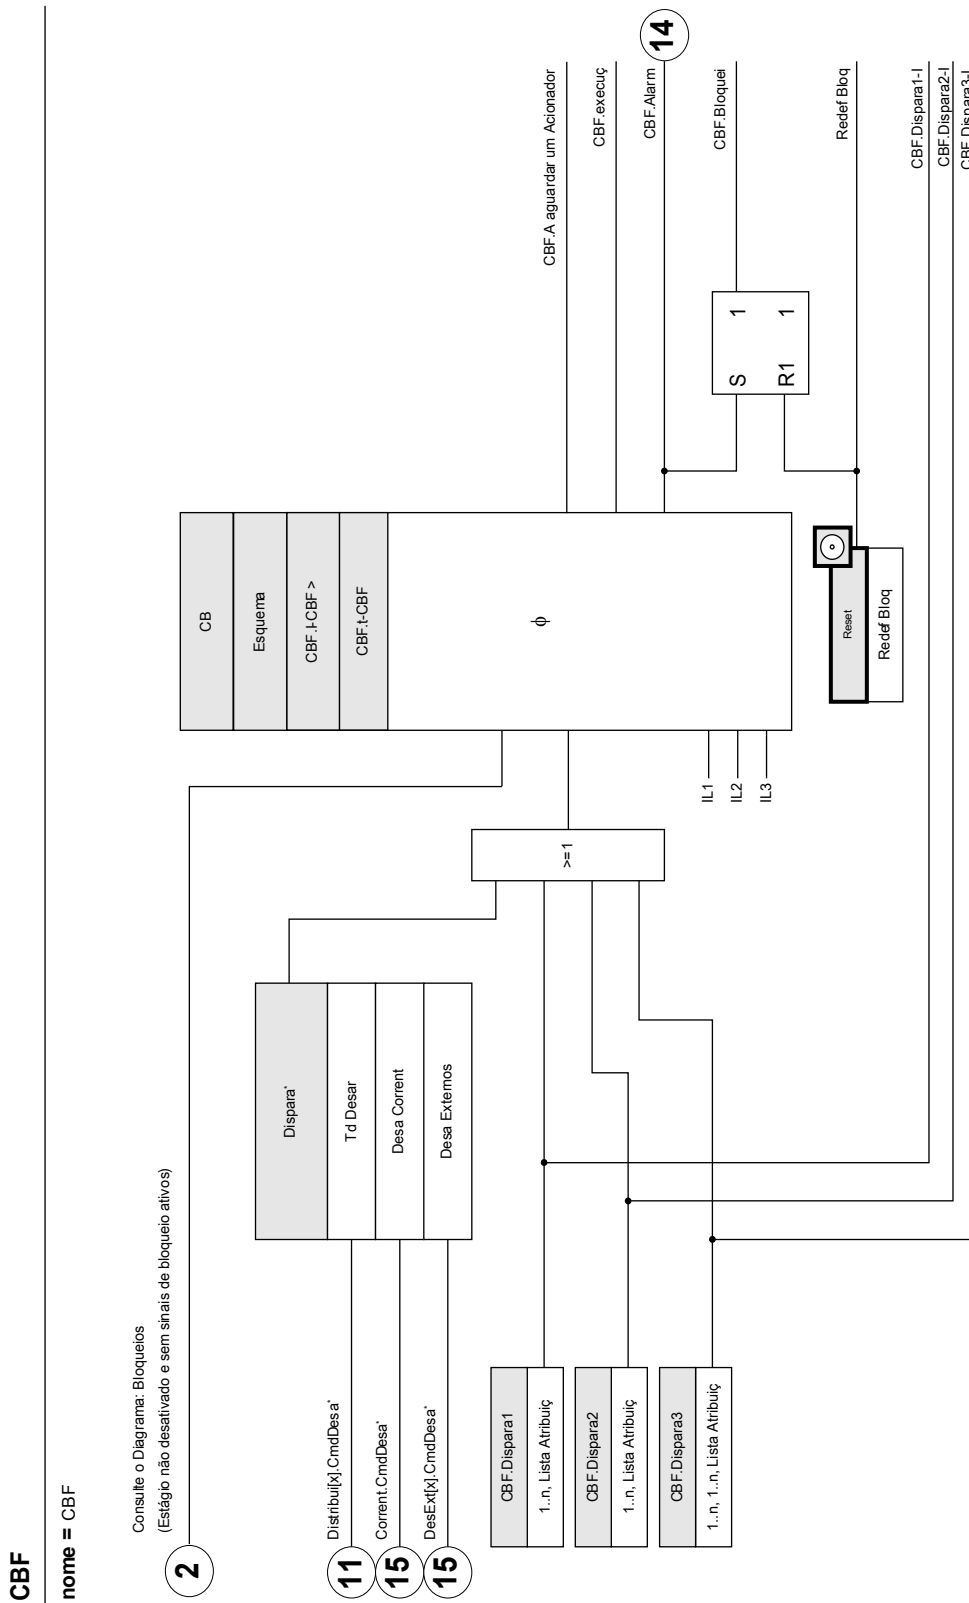 CBF
nome = CBF
Consulte o Diagrama: Bloqueios
(Estágio não desativado e sem sinais de bloqueio ativos)
2
Distribui[x].CmdDesa*
11
Corrent.CmdDesa*
15
DesExt[x].CmdDesa*
15
Dispara*
Td Desar
Desa Corrent
Desa Externos
CBF.Dispara1
1..n, Lista Atribuiç
CBF.Dispara2
1..n, Lista Atribuiç
CBF.Dispara3
1..n, 1..n, Lista Atribuiç
>=1
IL1
IL2
IL3
CB
Esquema
CBF.I-CBF >
CBF.t-CBF
ϕ
Reset
Redef Bloq
S 1
R1 1
CBF.A aguardar um Acionador
CBF.execuç
CBF.Alarm
14
CBF.Bloquei
Redef Bloq
CBF.Dispara1-I
CBF.Dispara2-I
CBF.Dispara3-I